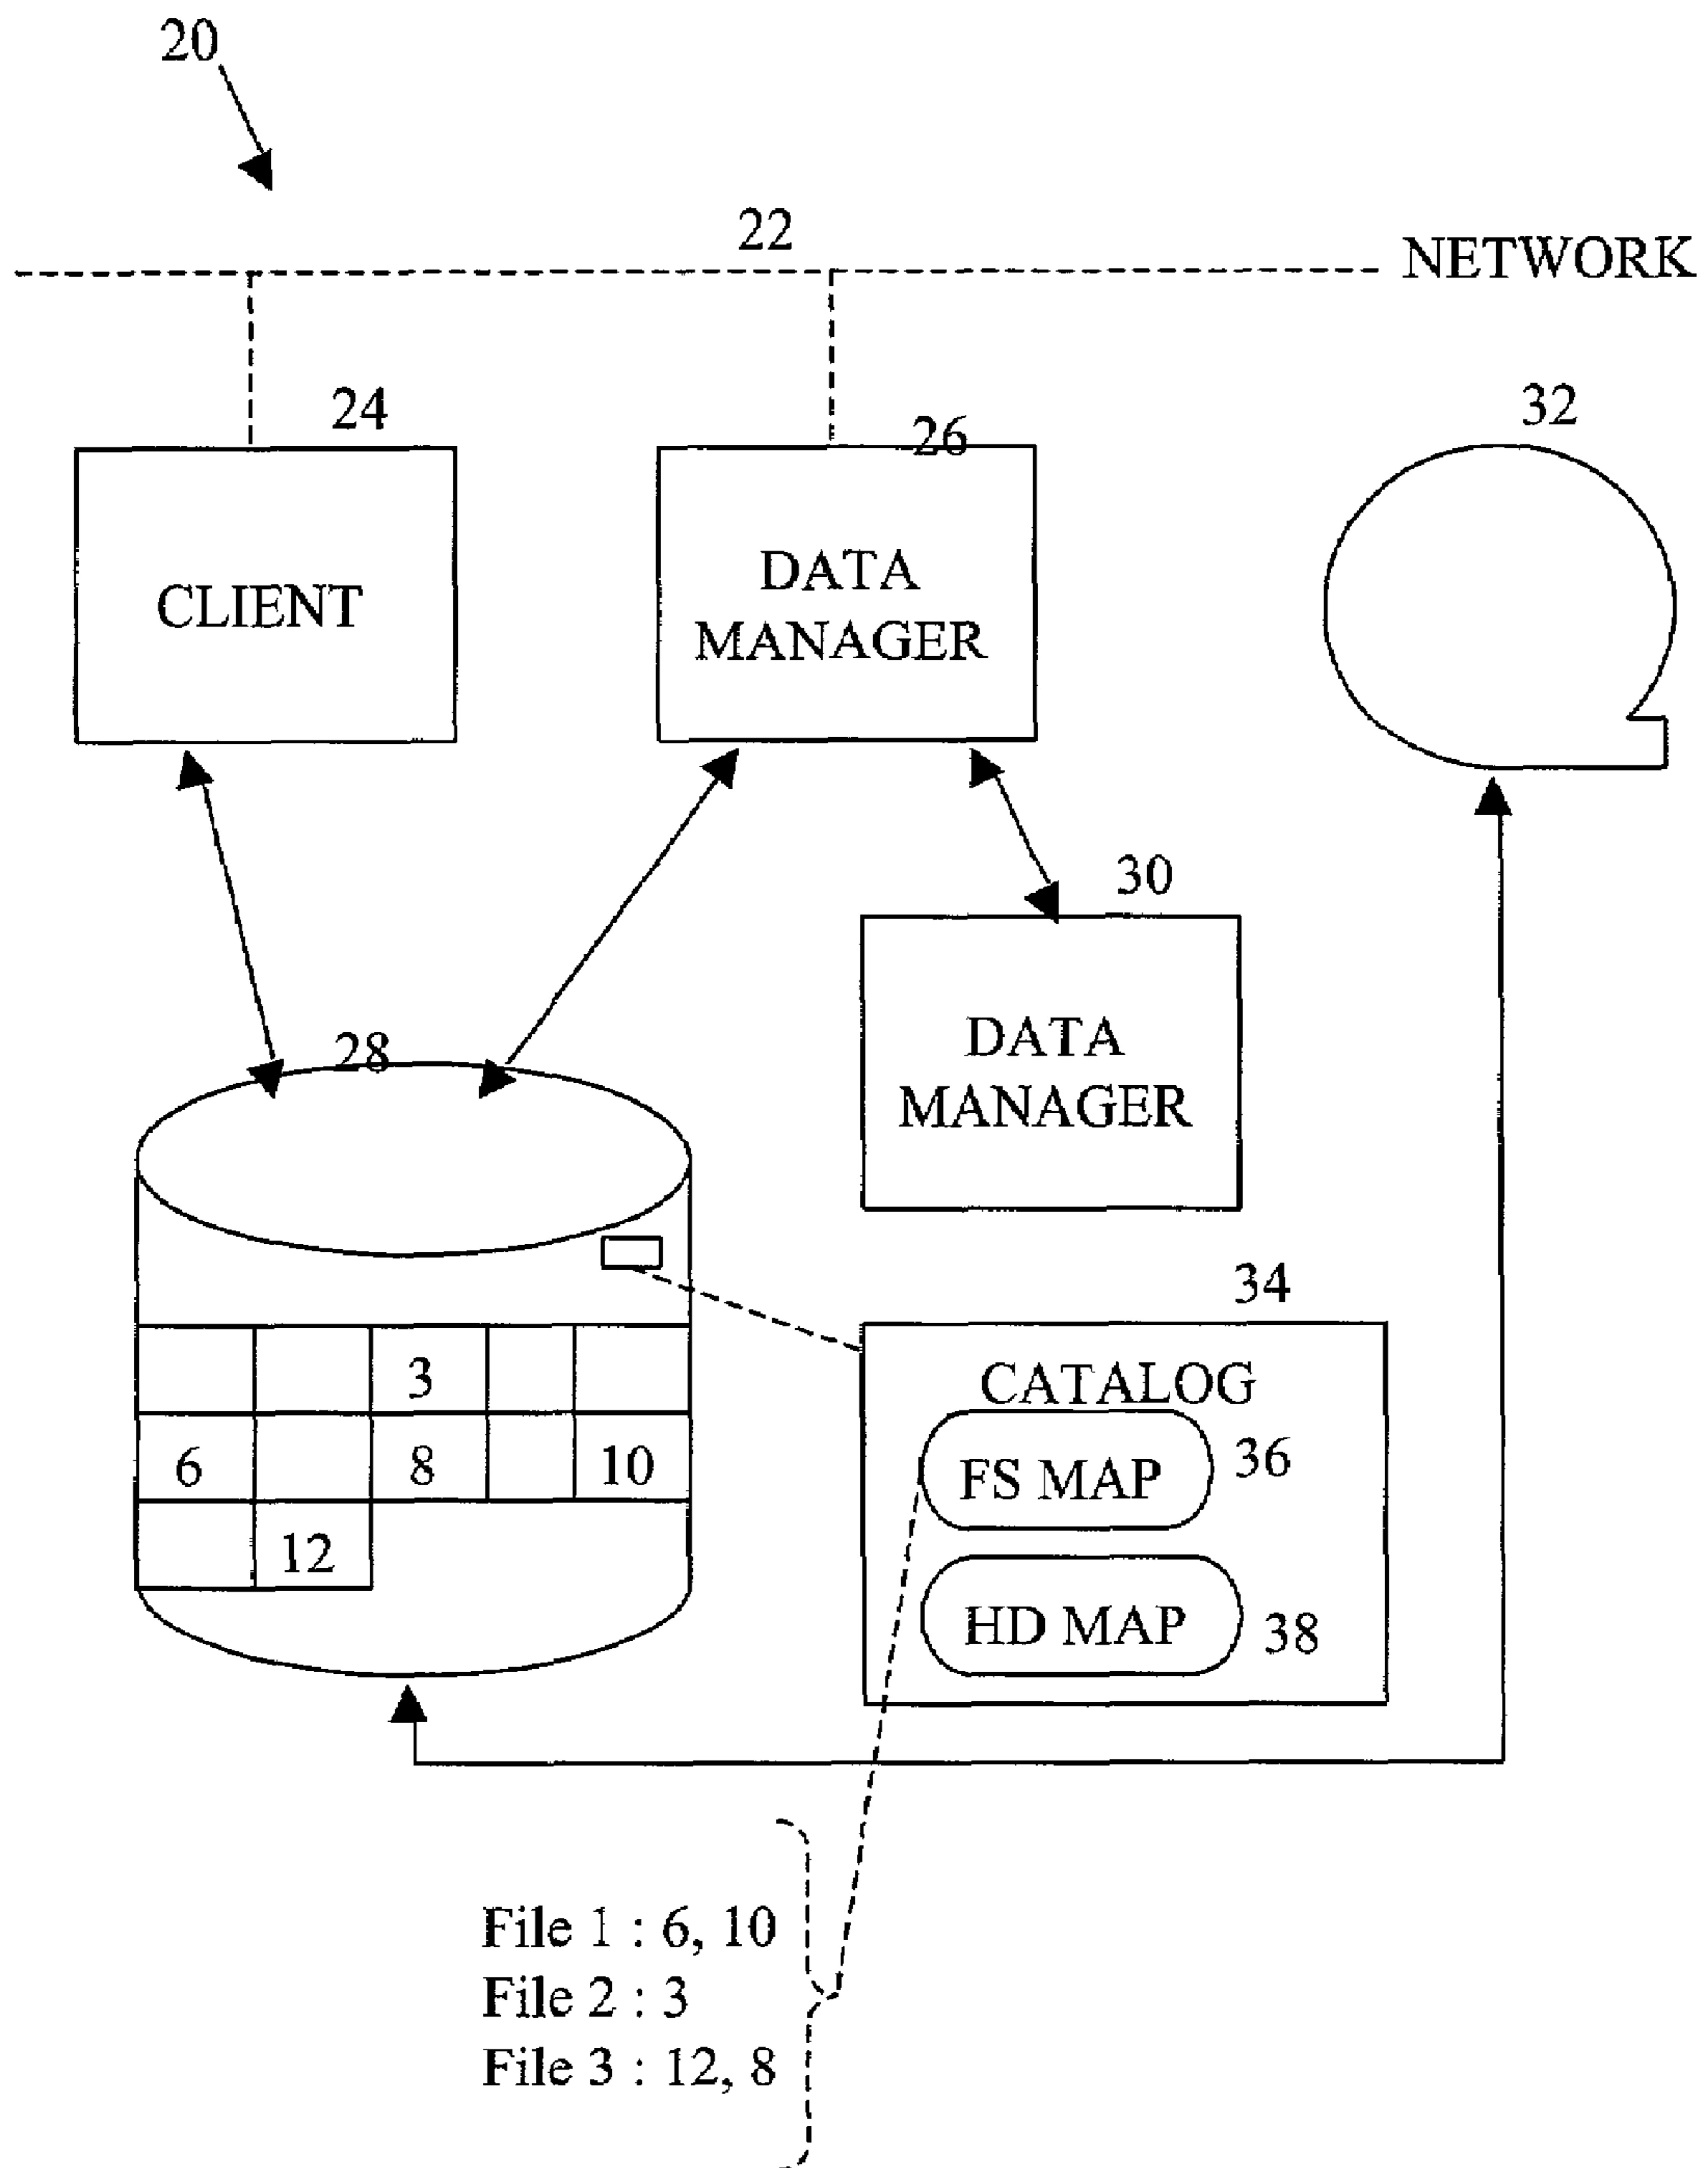 20
22
NETWORK
24
26
32
CLIENT
DATA
MANAGER
30
DATA
MANAGER
28
34
CATALOG
3
FS MAP
36
6
8
10
12
HD MAP
38
File 1 : 6, 10
File 2 : 3
File 3 : 12, 8